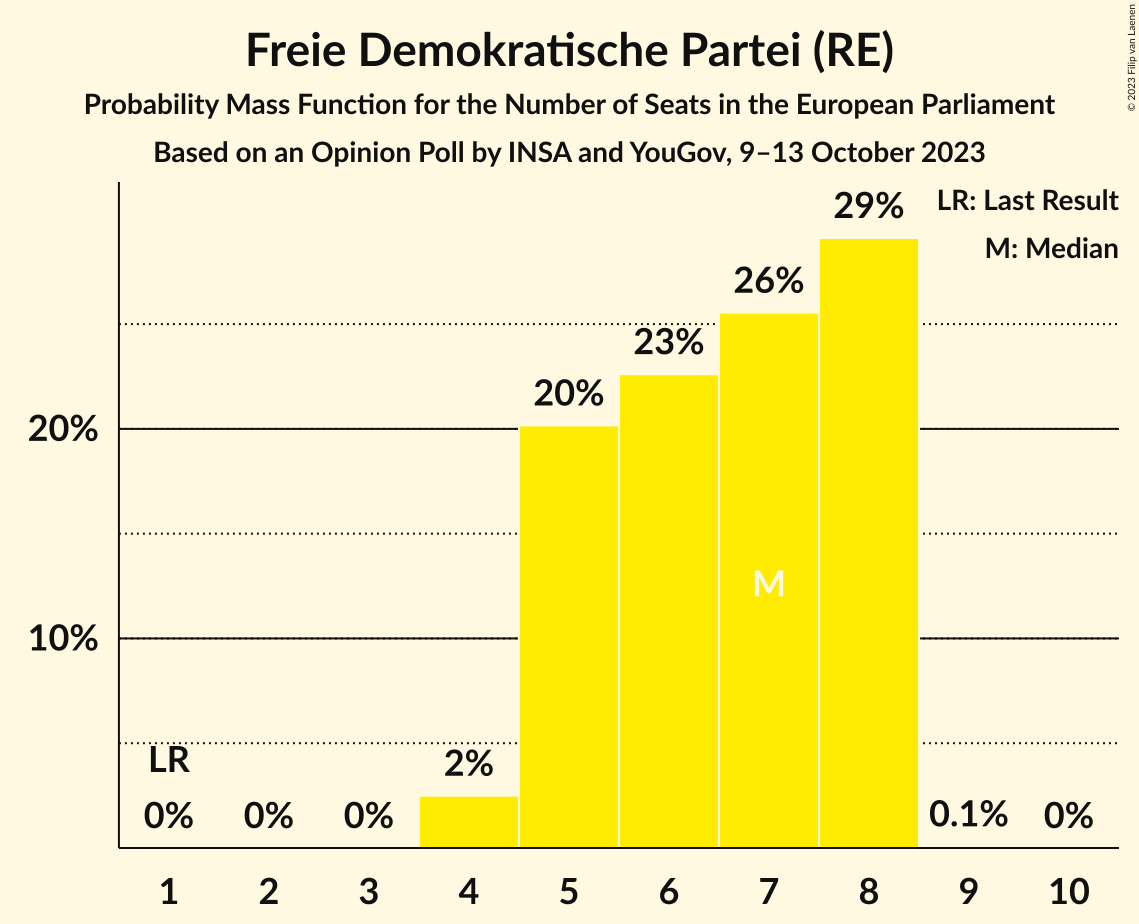 Freie Demokratische Partei (RE)
Probability Mass Function for the Number of Seats in the European Parliament
Based on an Opinion Poll by INSA and YouGov, 9–13 October 2023
© 2023 Filip van Laenen
LR: Last Result
M: Median
29%
26%
23%
20%
20%
M
10%
LR
2%
0%
0%
0%
0.1%
0%
1 2 3 4 5 6 7 8 9 10